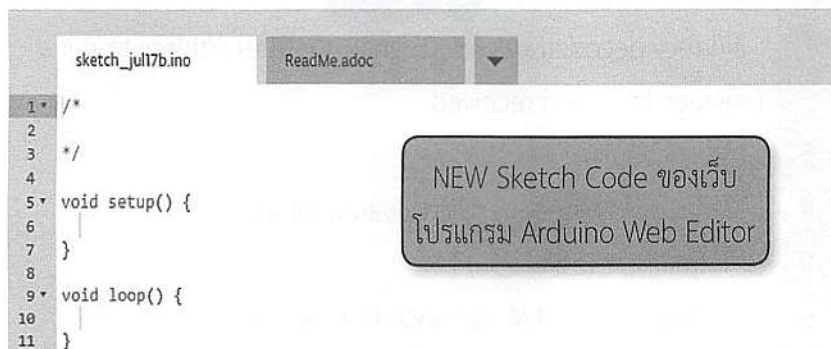 sketch_jul17b.ino ReadMe.adoc
1 /*
2
3 */
4
5 void setup() {
6
7 }
8
9 void loop() {
10
11 }
NEW Sketch Code ของเว็บ
โปรแกรม Arduino Web Editor